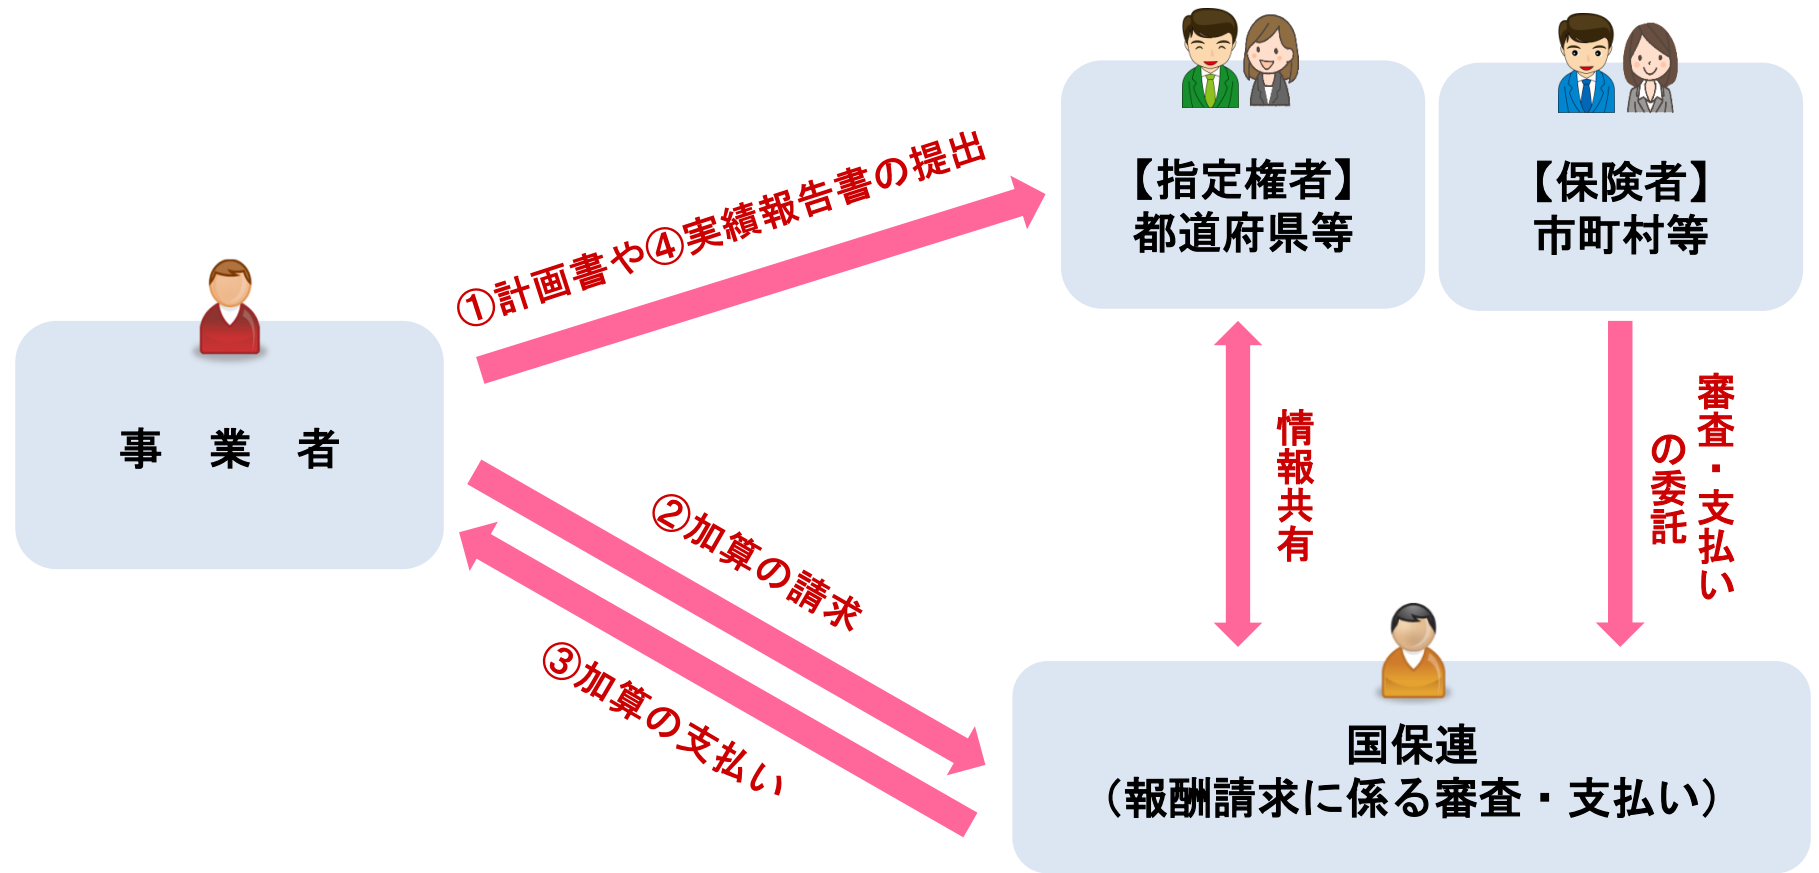 【指定権者】
都道府県等
【保険者】
市町村等
①計画書や④実績報告書の提出
事　業　者
情報共有
審査・支払い
の委託
②加算の請求
③加算の支払い
国保連
（報酬請求に係る審査・支払い）